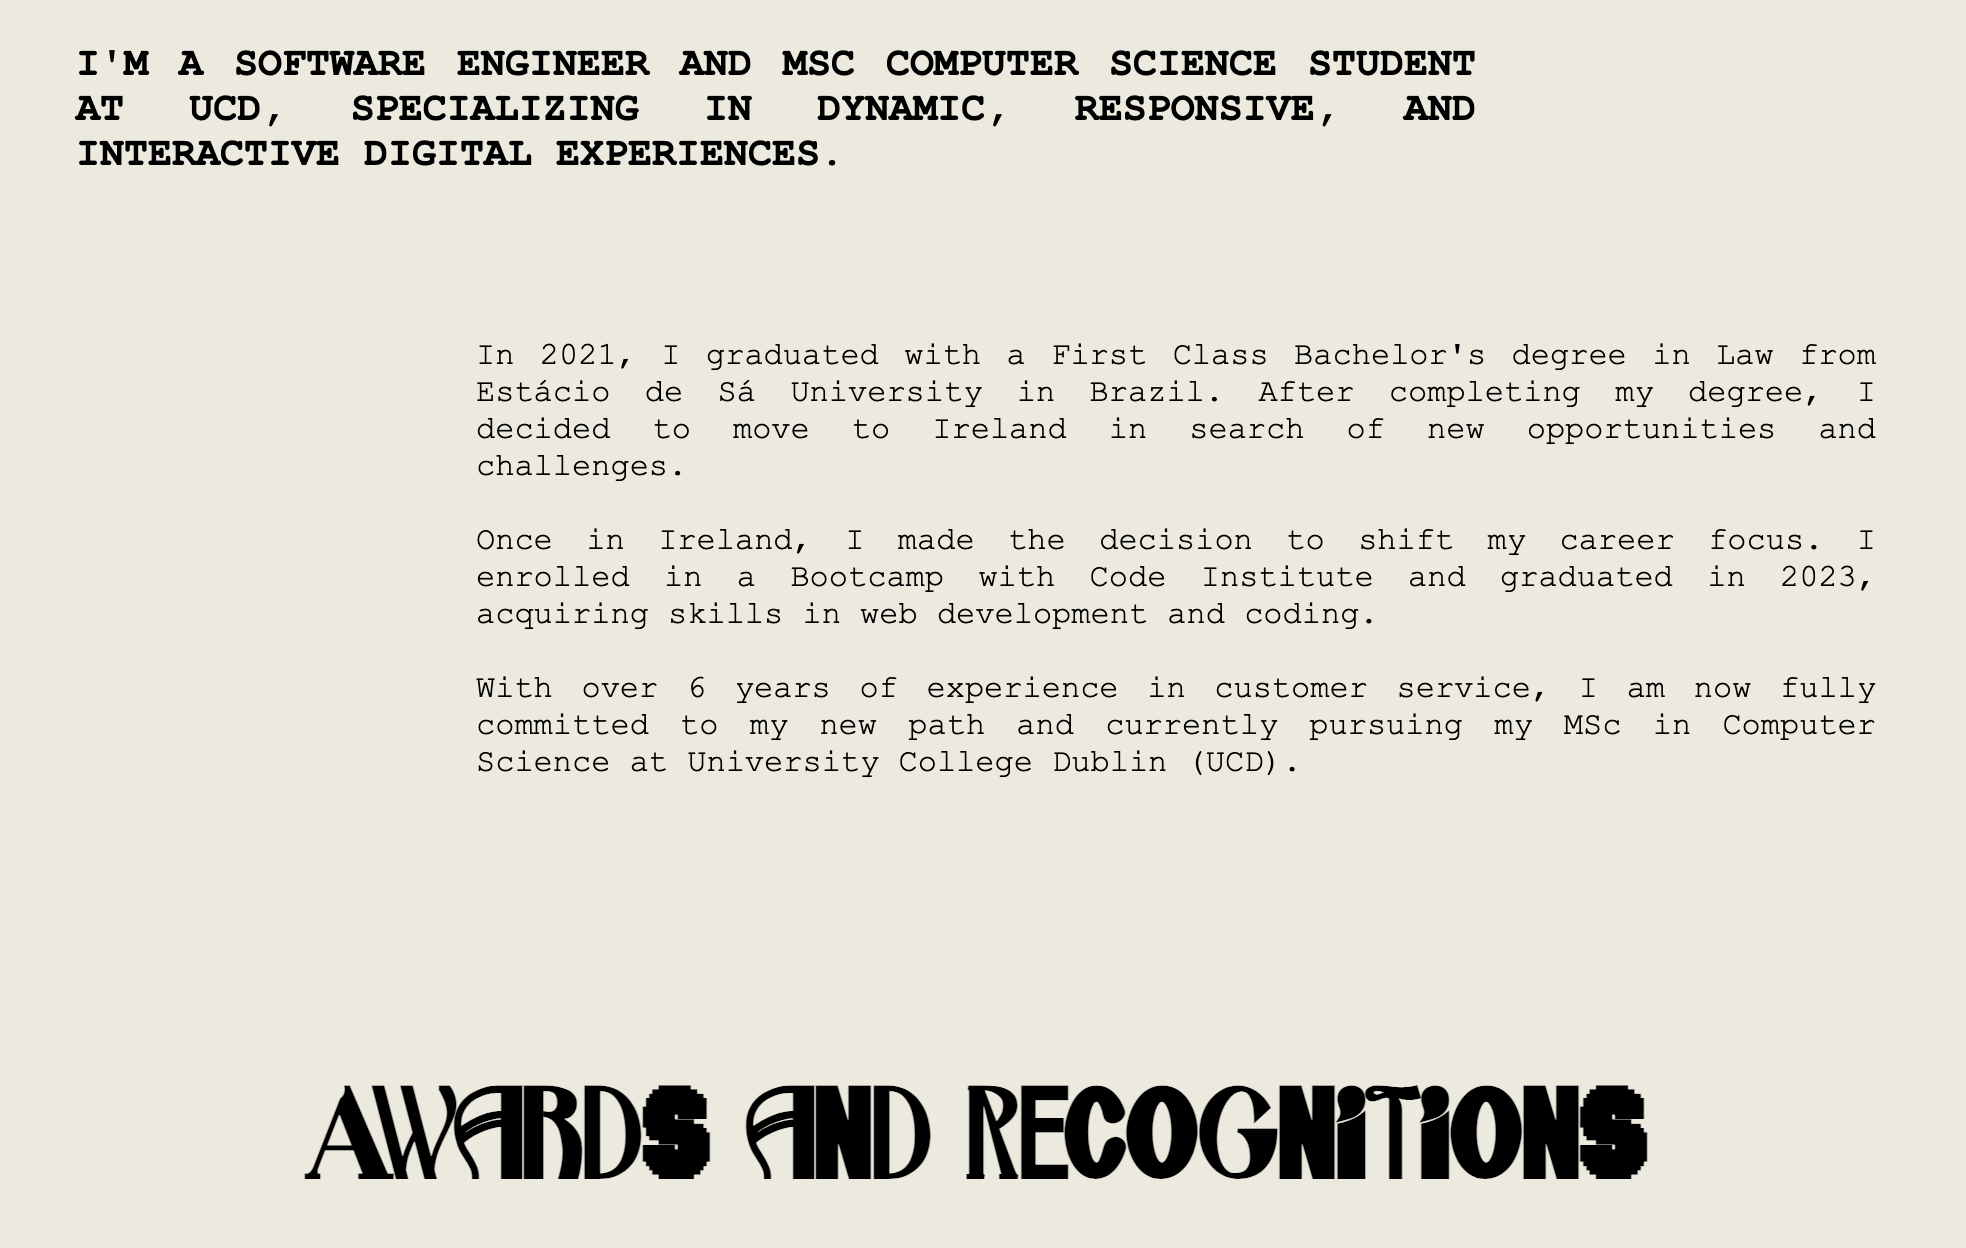 I'M A SOFTWARE ENGINEER AND MSC COMPUTER SCIENCE STUDENT
AT UCD, SPECIALIZING IN DYNAMIC, RESPONSIVE, AND
INTERACTIVE DIGITAL EXPERIENCES.
In 2021, I graduated with a First Class Bachelor's degree in Law from
Estácio de Sá University in Brazil. After completing my degree, I
decided to move to Ireland in search of new opportunities and
challenges.
Once in Ireland, I made the decision to shift my career focus. I
enrolled in a Bootcamp with Code Institute and graduated in 2023,
acquiring skills in web development and coding.
With over 6 years of experience in customer service, I am now fully
committed to my new path and currently pursuing my MSc in Computer
Science at University College Dublin (UCD).
AWARDS AND RECOGNiTiONS